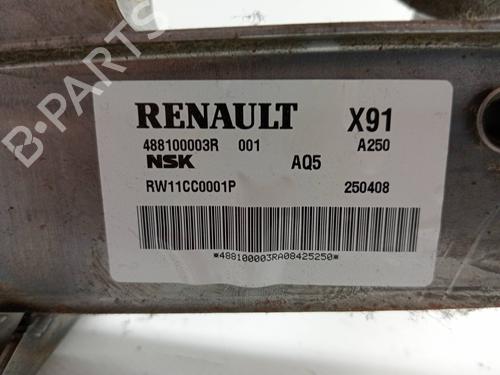 B-PARTS
RENAULT X91
488100003R 001 A250
NSK AQ5
RW11CC0001P 250408
*488100003RA08425250*